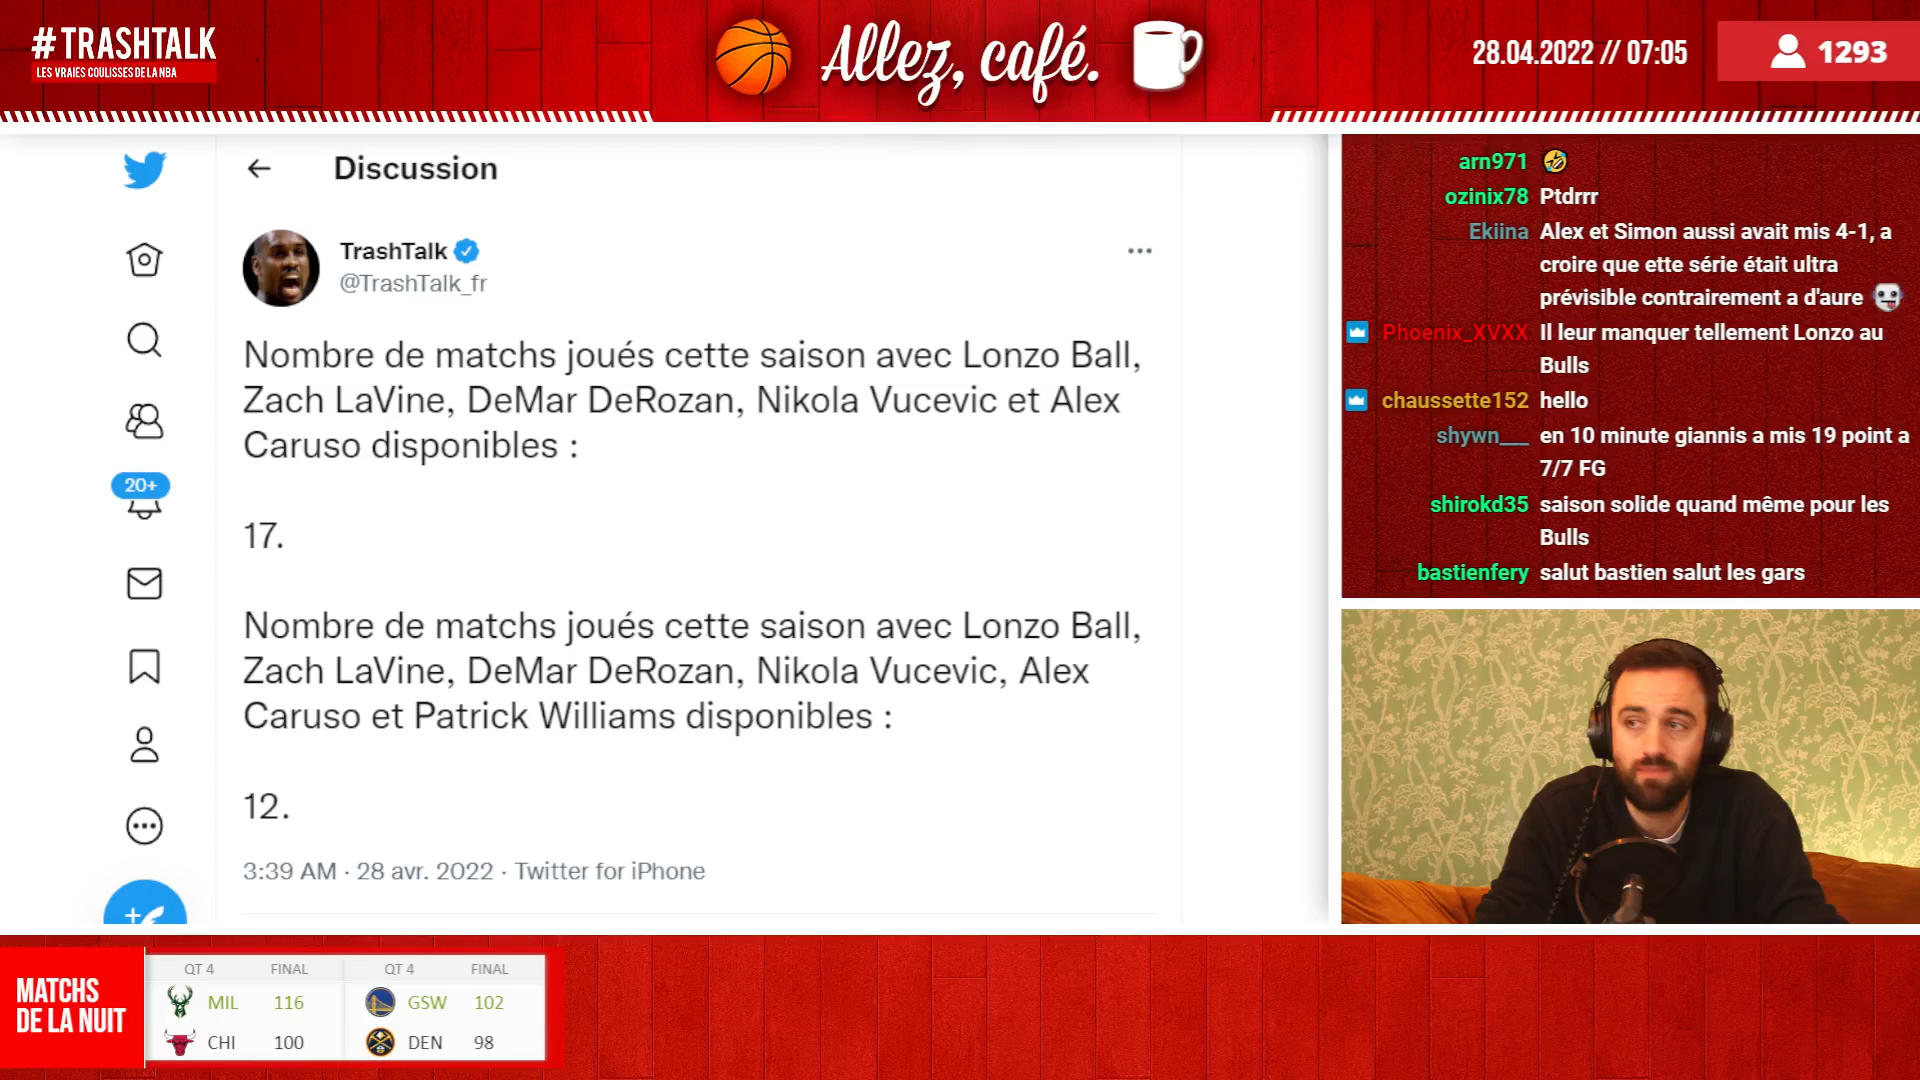 #TRASHTALK
LES VRAIES COULISSES DE LA NBA
Allez, café.
28.04.2022 // 07:05
1293
Discussion
TrashTalk
@TrashTalk_fr
Nombre de matchs joués cette saison avec Lonzo Ball,
Zach LaVine, DeMar DeRozan, Nikola Vucevic et Alex
Caruso disponibles :
17.
Nombre de matchs joués cette saison avec Lonzo Ball,
Zach LaVine, DeMar DeRozan, Nikola Vucevic, Alex
Caruso et Patrick Williams disponibles :
12.
3:39 AM · 28 avr. 2022 · Twitter for iPhone
20+
arn971
ozinix78 Ptdrrr
Ekiina Alex et Simon aussi avait mis 4-1, a
croire que ette série était ultra
prévisible contrairement a d'aure
Phoenix_XVXX Il leur manquer tellement Lonzo au
Bulls
chaussette152 hello
shywn___ en 10 minute giannis a mis 19 point a
7/7 FG
shirokd35 saison solide quand même pour les
Bulls
bastienfery salut bastien salut les gars
MATCHS
DE LA NUIT
QT 4 FINAL
MIL 116
CHI 100
QT 4 FINAL
GSW 102
DEN 98